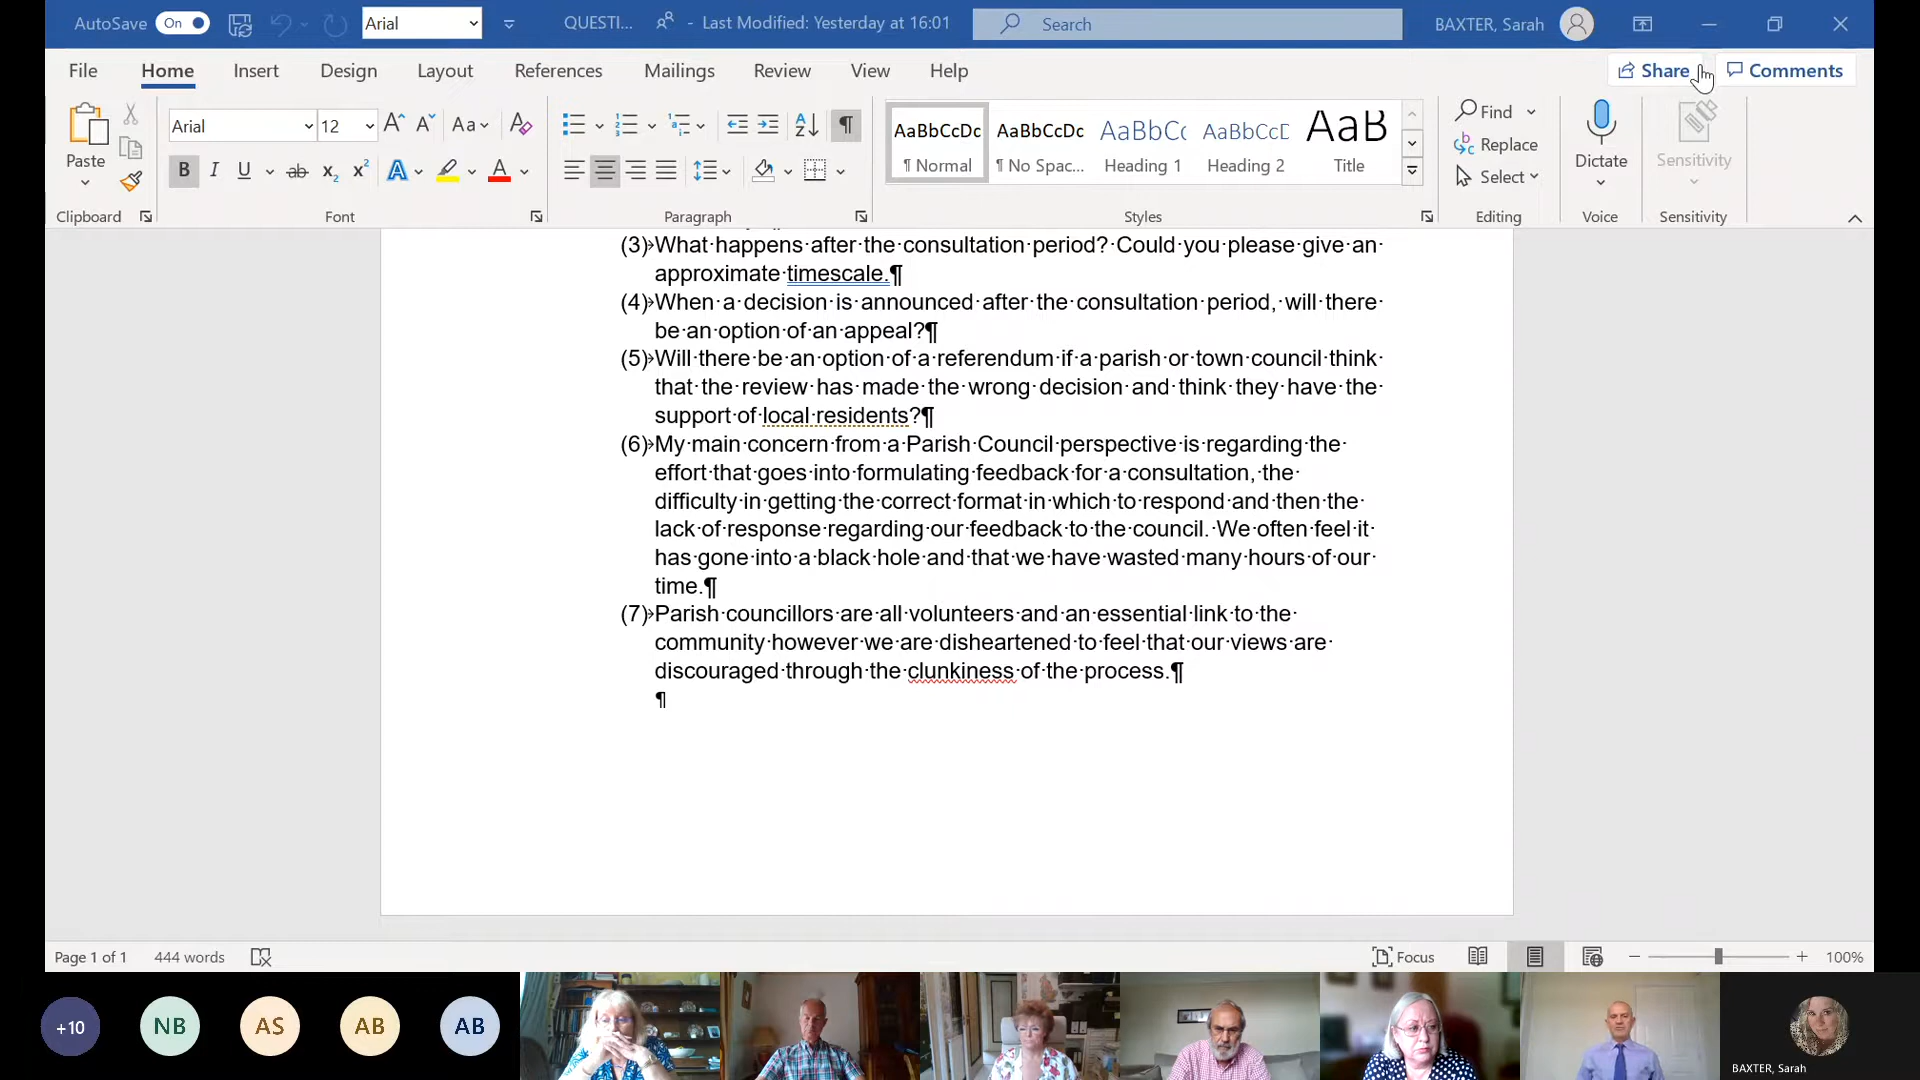 AutoSave On Arial QUESTI... - Last Modified: Yesterday at 16:01 Search BAXTER, Sarah
File Home Insert Design Layout References Mailings Review View Help Share Comments
Paste
Arial 12 Aa
AaBbCcDc AaBbCcDc AaBbCc AaBbCcE AaB
¶ Normal ¶ No Spac... Heading 1 Heading 2 Title
Find
Replace
Select
Dictate
Sensitivity
Clipboard Font Paragraph Styles Editing Voice Sensitivity
(3) What happens after the consultation period? Could you please give an
approximate timescale.¶
(4) When a decision is announced after the consultation period, will there
be an option of an appeal?¶
(5) Will there be an option of a referendum if a parish or town council think
that the review has made the wrong decision and think they have the
support of local residents?¶
(6) My main concern from a Parish Council perspective is regarding the
effort that goes into formulating feedback for a consultation, the
difficulty in getting the correct format in which to respond and then the
lack of response regarding our feedback to the council. We often feel it
has gone into a black hole and that we have wasted many hours of our
time.¶
(7) Parish councillors are all volunteers and an essential link to the
community however we are disheartened to feel that our views are
discouraged through the clunkiness of the process.¶
¶
Page 1 of 1 444 words Focus 100%
+10 NB AS AB AB
BAXTER, Sarah